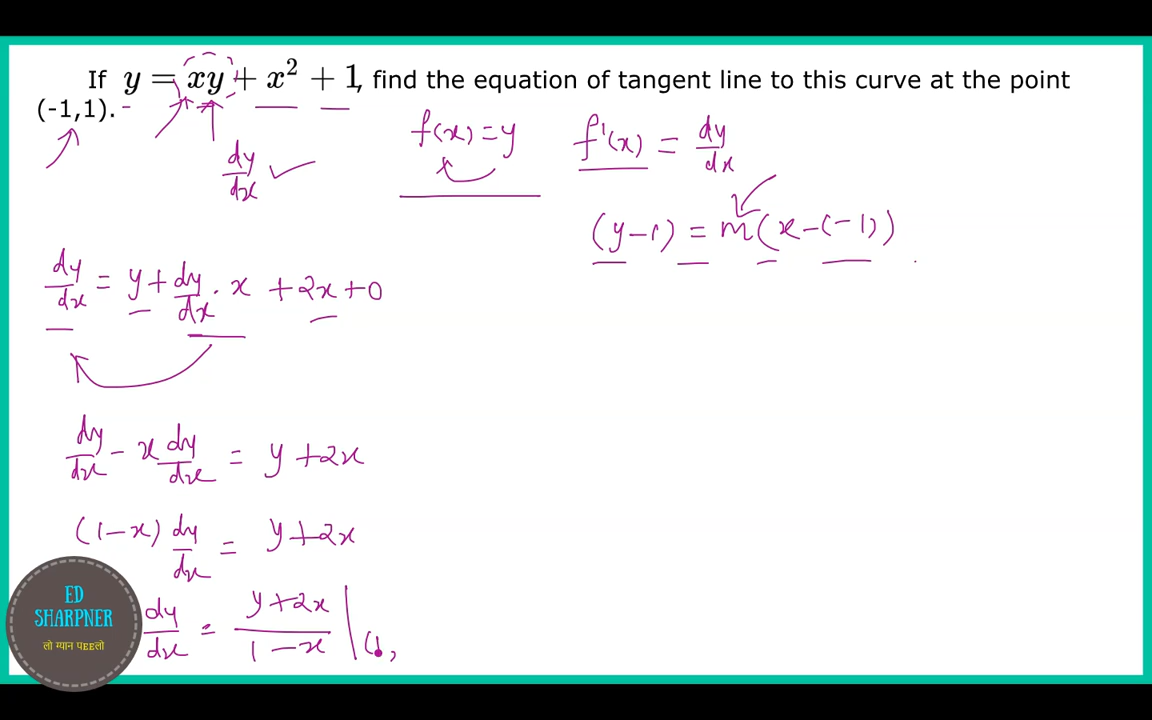 If y = xy + x² + 1, find the equation of tangent line to this curve at the point
(-1,1).
f(x) = y
f'(x) = dy/dx
dy/dx ✓
(y-1) = m(x-(-1))
dy/dx = y + dy/dx . x + 2x + 0
dy/dx - x dy/dx = y + 2x
(1-x) dy/dx = y + 2x
dy/dx = y+2x / 1-x |
ED
SHARPNER
लो ग्यान पEEलो